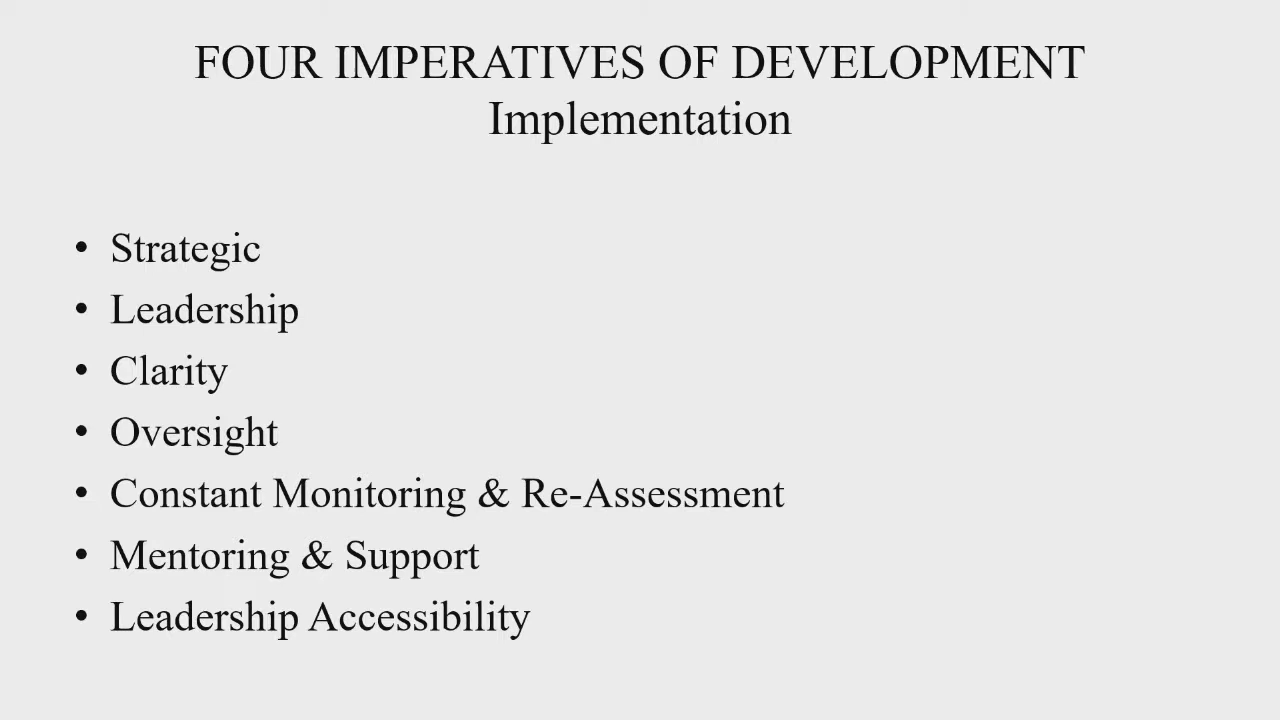 FOUR IMPERATIVES OF DEVELOPMENT
Implementation
• Strategic
• Leadership
• Clarity
• Oversight
• Constant Monitoring & Re-Assessment
• Mentoring & Support
• Leadership Accessibility